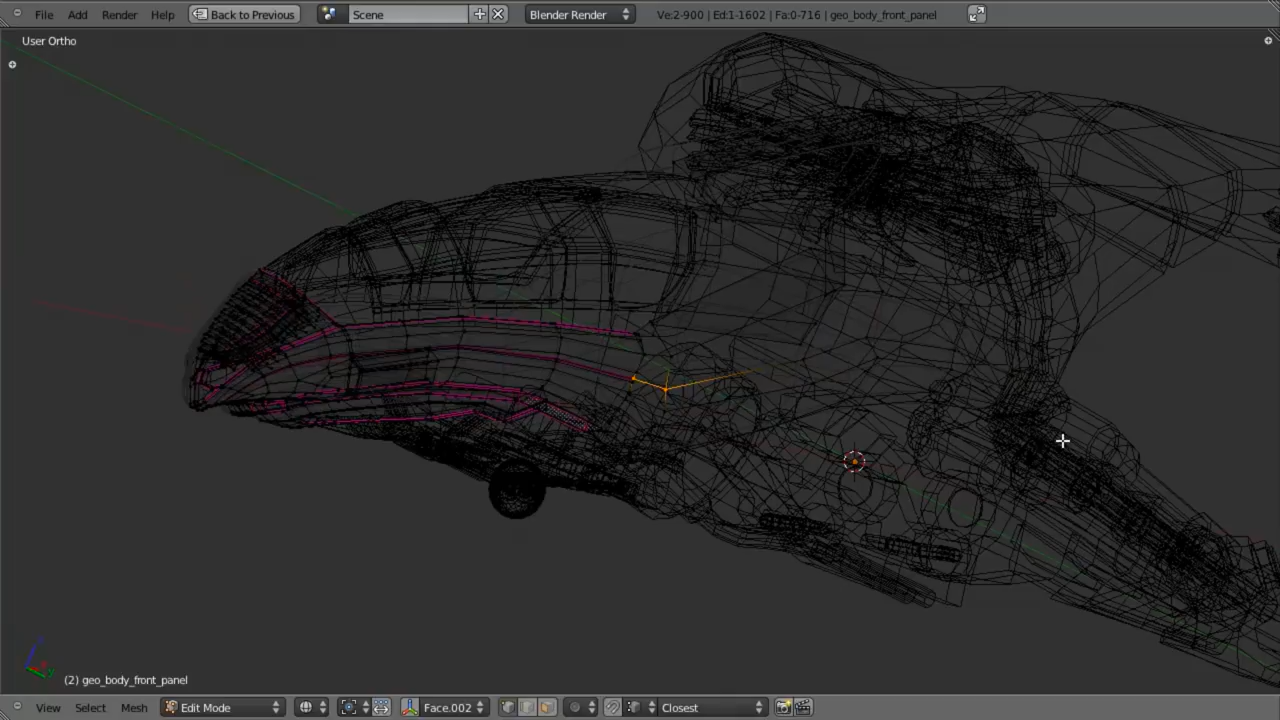 File Add Render Help Back to Previous Scene Blender Render Ve:2-900 | Ed:1-1602 | Fa:0-716 | geo_body_front_panel
User Ortho
(2) geo_body_front_panel
View Select Mesh Edit Mode Face.002 Closest